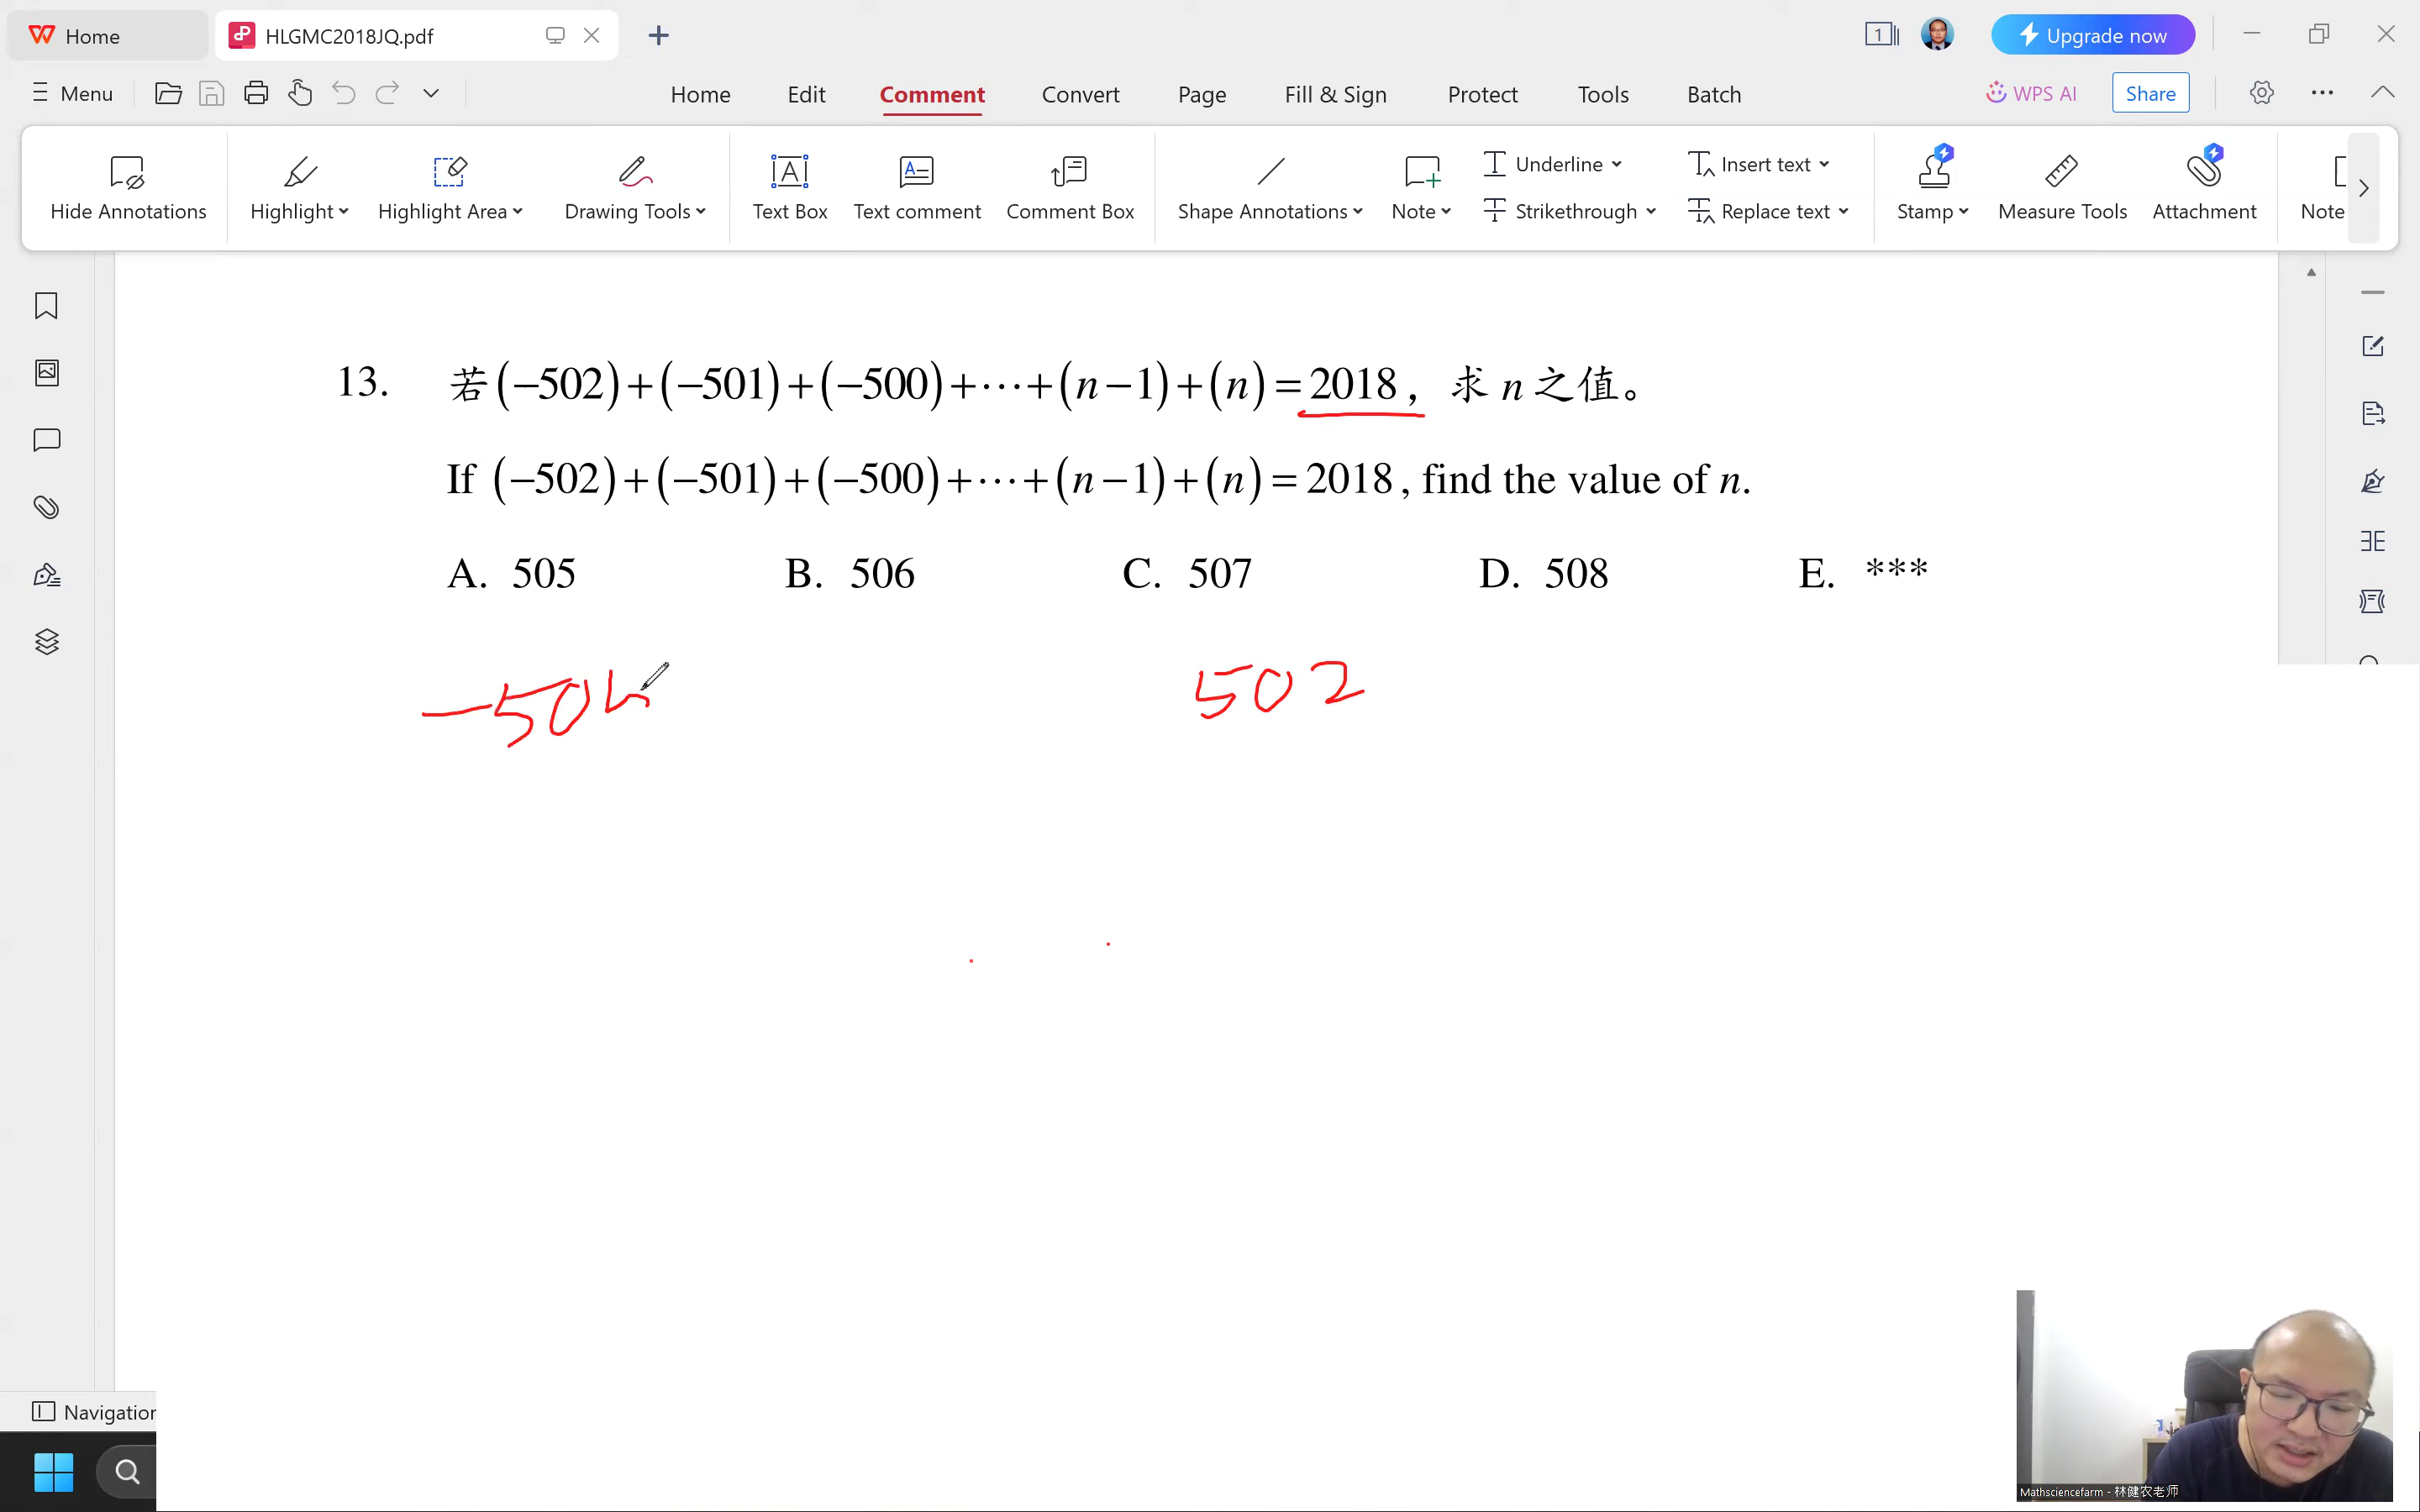 Home
HLGMC2018JQ.pdf
1
Upgrade now
Menu
Home Edit Comment Convert Page Fill & Sign Protect Tools Batch
WPS AI
Share
Hide Annotations
Highlight
Highlight Area
Drawing Tools
Text Box
Text comment
Comment Box
Shape Annotations
Note
Underline
Strikethrough
Insert text
Replace text
Stamp
Measure Tools
Attachment
Note
13. 若(−502)+(−501)+(−500)+⋯+(n−1)+(n)=2018，求 n 之值。
If (−502)+(−501)+(−500)+⋯+(n−1)+(n)=2018, find the value of n.
A. 505 B. 506 C. 507 D. 508 E. ***
502
Mathsciencefarm - 林健农老师